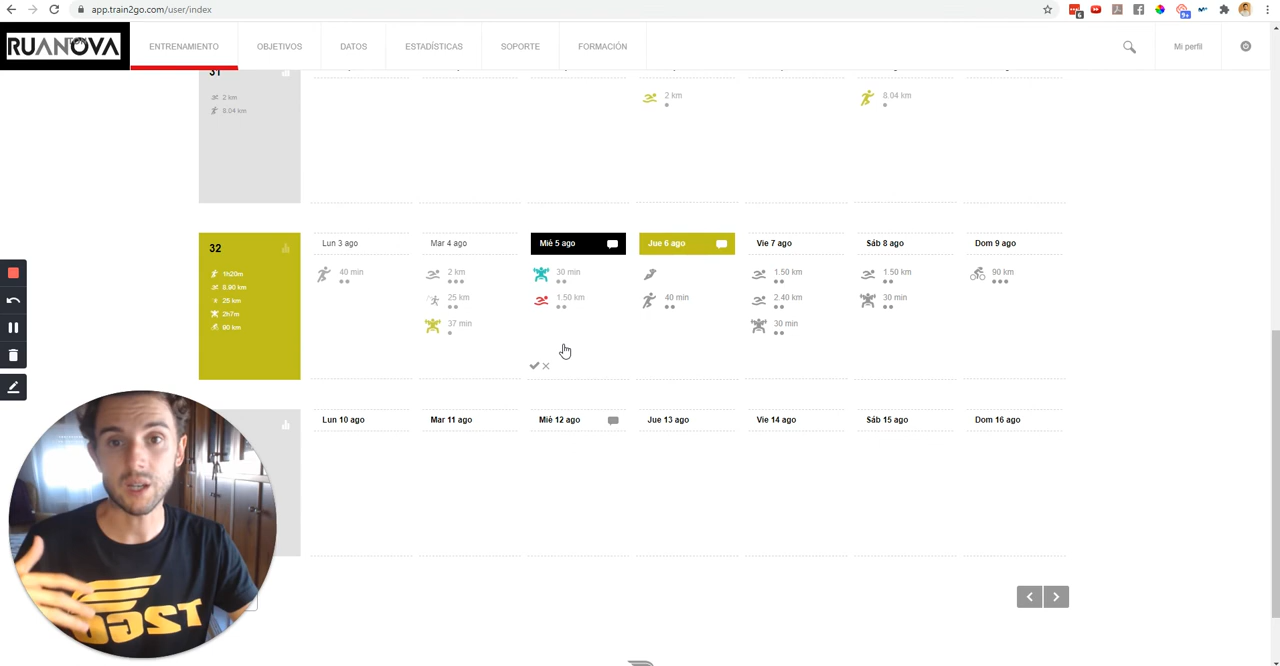 app.train2go.com/user/index
6
9+
RUANOVA
ENTRENAMIENTO
OBJETIVOS
DATOS
ESTADÍSTICAS
SOPORTE
FORMACIÓN
Mi perfil
31
2 km
8.04 km
2 km
8.04 km
32
1h20m
8.90 km
25 km
2h7m
90 km
Lun 3 ago
40 min
Mar 4 ago
2 km
25 km
37 min
Mié 5 ago
30 min
1.50 km
Jue 6 ago
40 min
Vie 7 ago
1.50 km
2.40 km
30 min
Sáb 8 ago
1.50 km
30 min
Dom 9 ago
90 km
Lun 10 ago
Mar 11 ago
Mié 12 ago
Jue 13 ago
Vie 14 ago
Sáb 15 ago
Dom 16 ago
T2GO